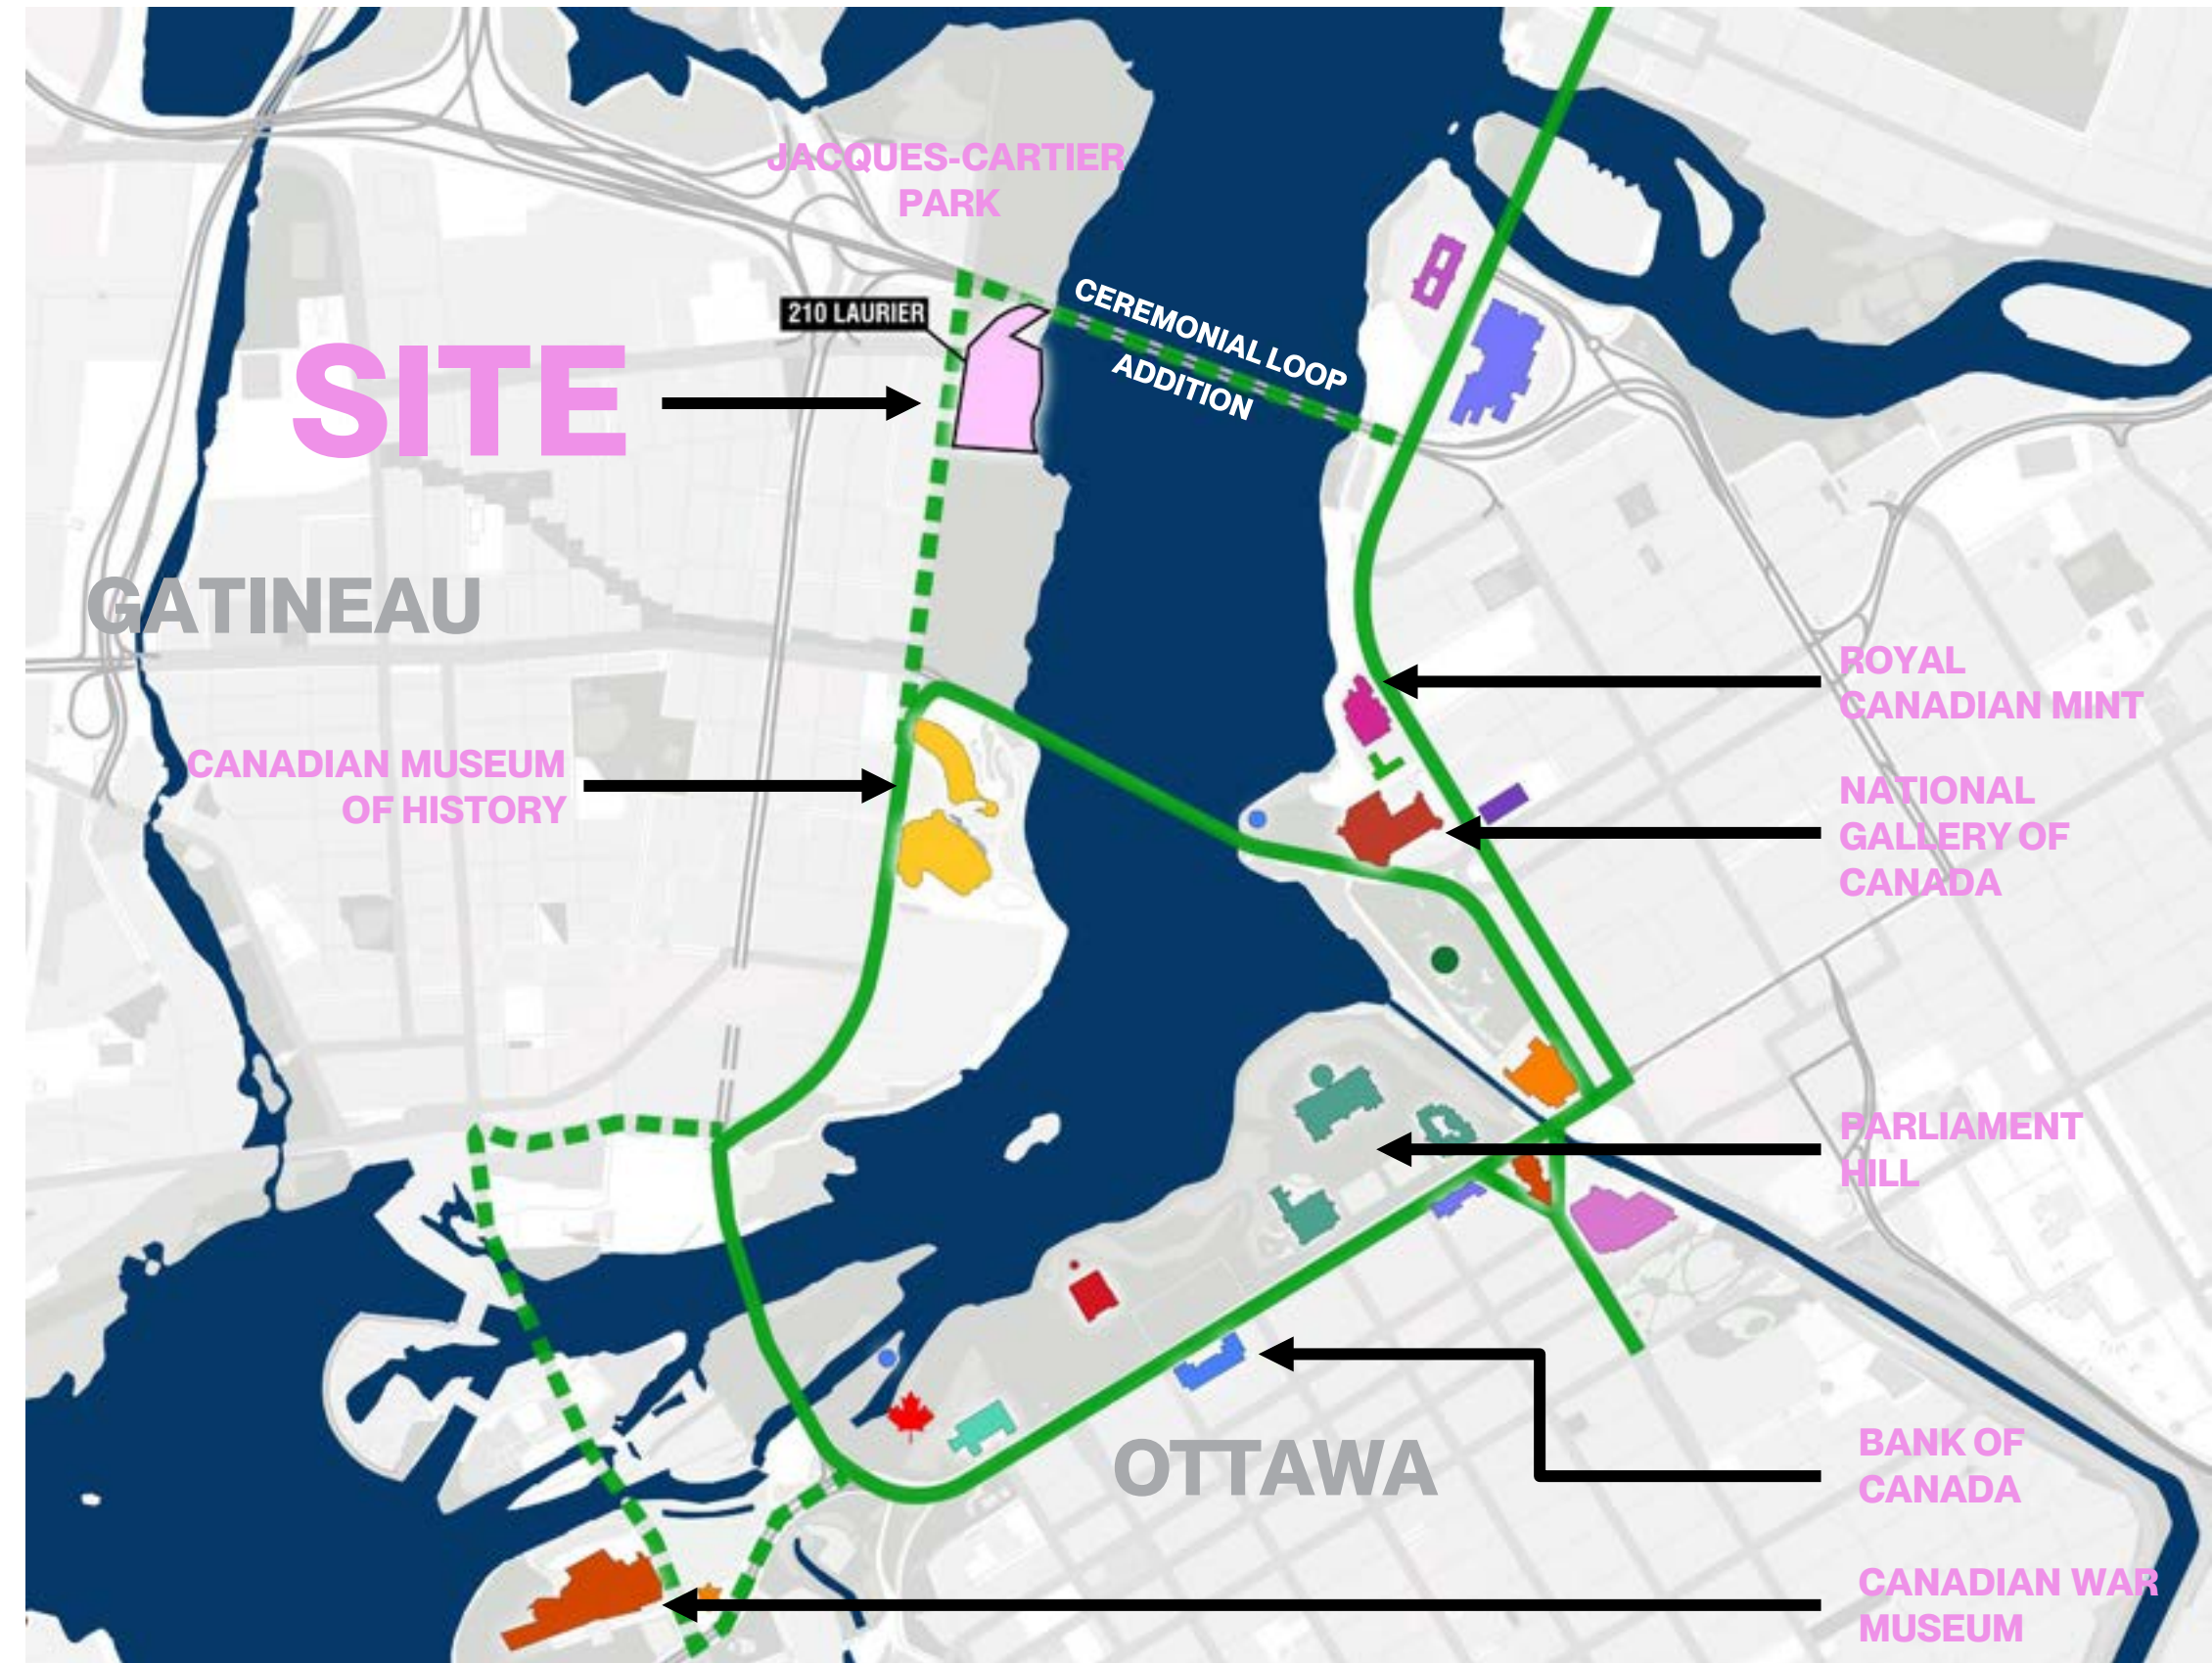 JACQUES-CARTIER
PARK
210 LAURIER
CEREMONIAL LOOP
ADDITION
SITE
GATINEAU
ROYAL
CANADIAN MINT
CANADIAN MUSEUM
OF HISTORY
NATIONAL
GALLERY OF
CANADA
PARLIAMENT
HILL
OTTAWA
BANK OF
CANADA
CANADIAN WAR
MUSEUM